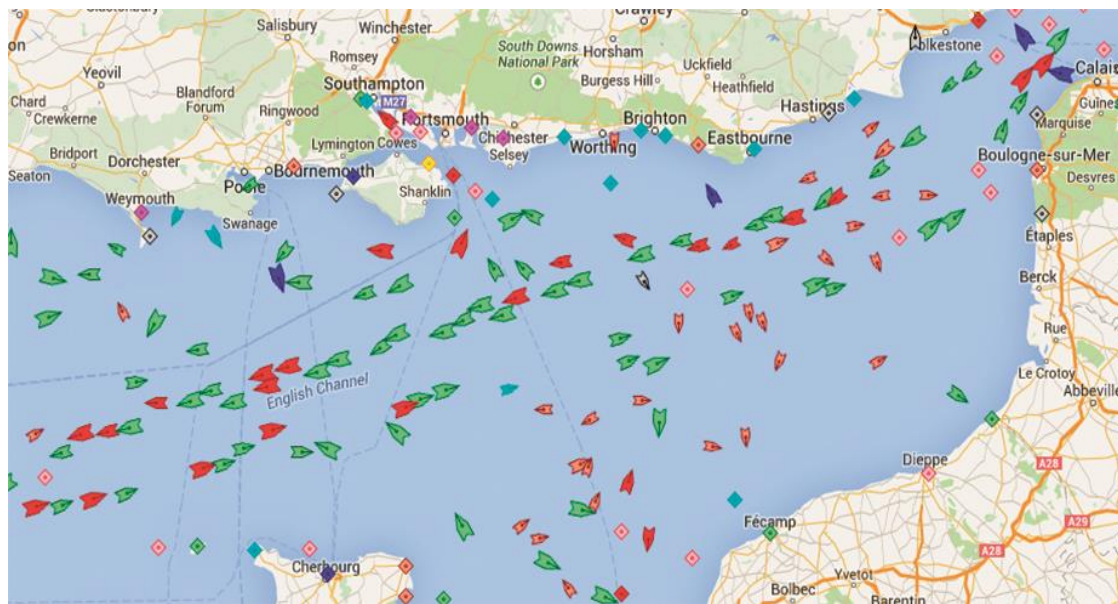 Salisbury
Winchester
Crawley
Yeovil
Romsey
South Downs
National Park
Horsham
Burgess Hill
Uckfield
Heathfield
Folkestone
Calais
Chard
Crewkerne
Blandford
Forum
Ringwood
Southampton
M27
Portsmouth
Chichester
Selsey
Worthing
Brighton
Eastbourne
Hastings
Guines
Marquise
Boulogne-sur-Mer
Desvres
Bridport
Dorchester
Lymington
Cowes
Seaton
Weymouth
Poole
Bournemouth
Shanklin
Swanage
Étaples
Berck
Rue
Le Crotoy
Abbeville
English Channel
Dieppe
A28
A29
A28
Fécamp
Cherbourg
Bolbec
Yvetot
Barentin